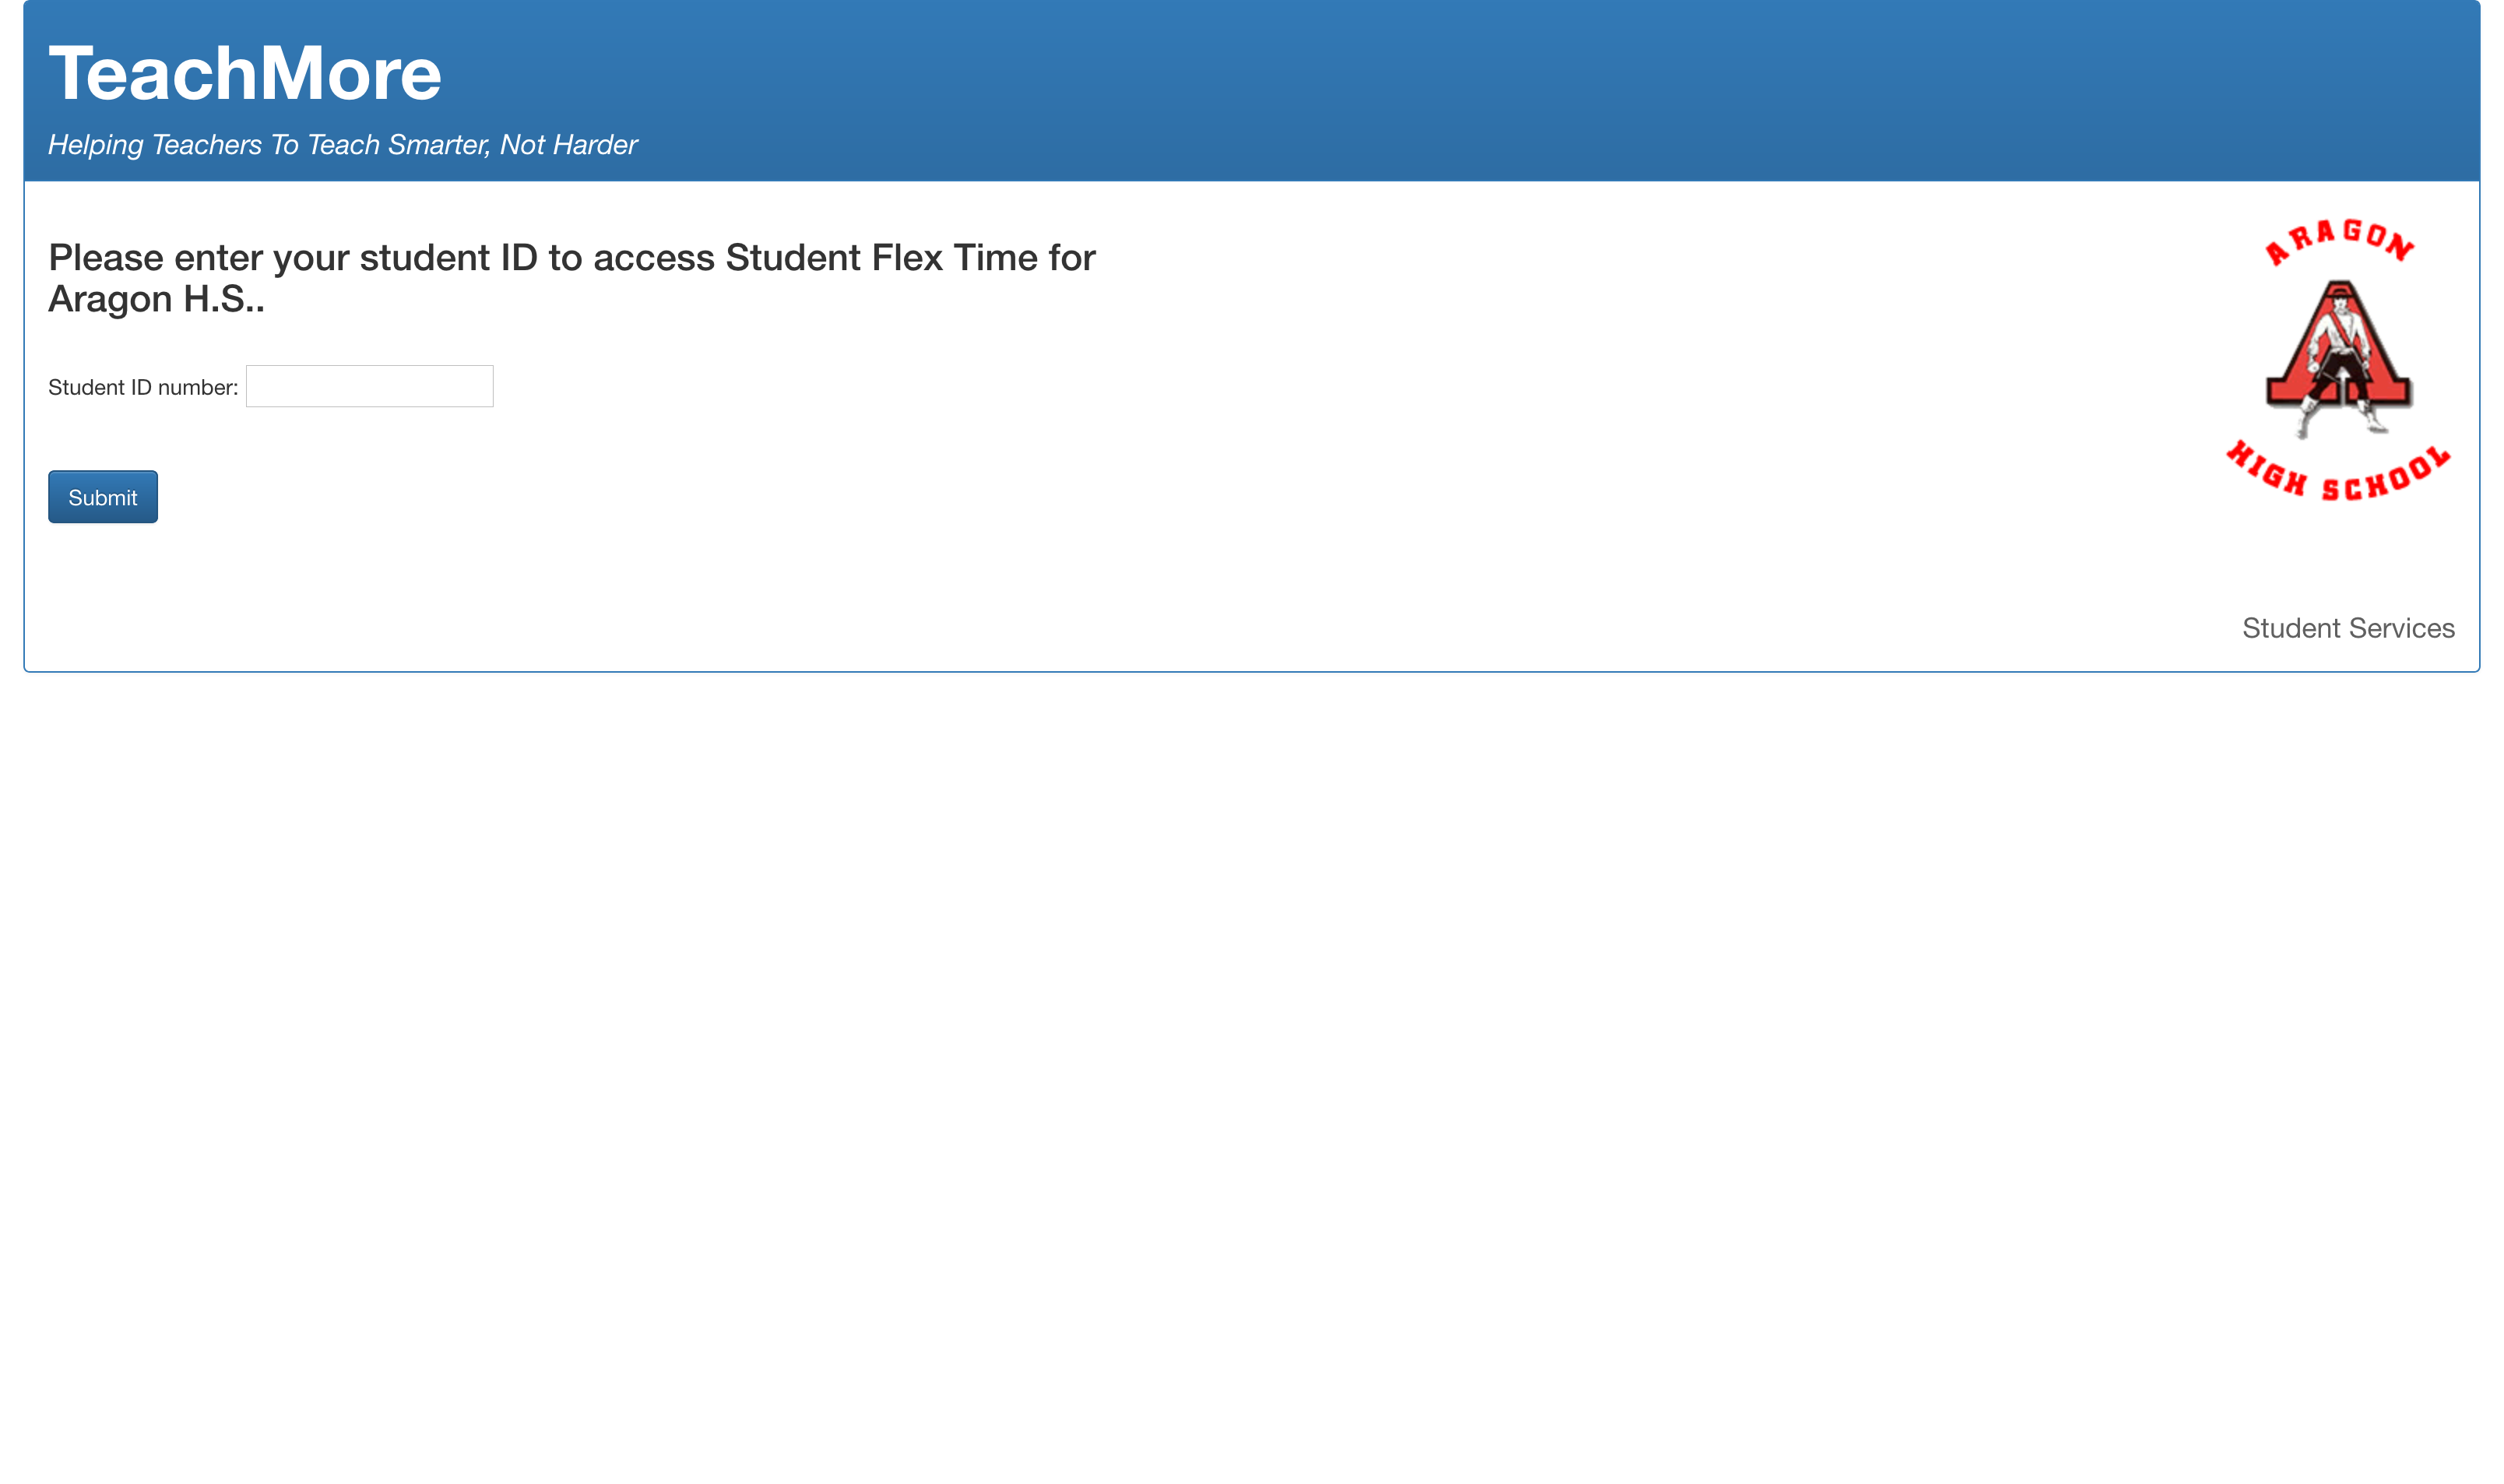 TeachMore
Helping Teachers To Teach Smarter, Not Harder
Please enter your student ID to access Student Flex Time for
Aragon H.S..
Student ID number:
Submit
ARAGON
A
HIGH SCHOOL
Student Services